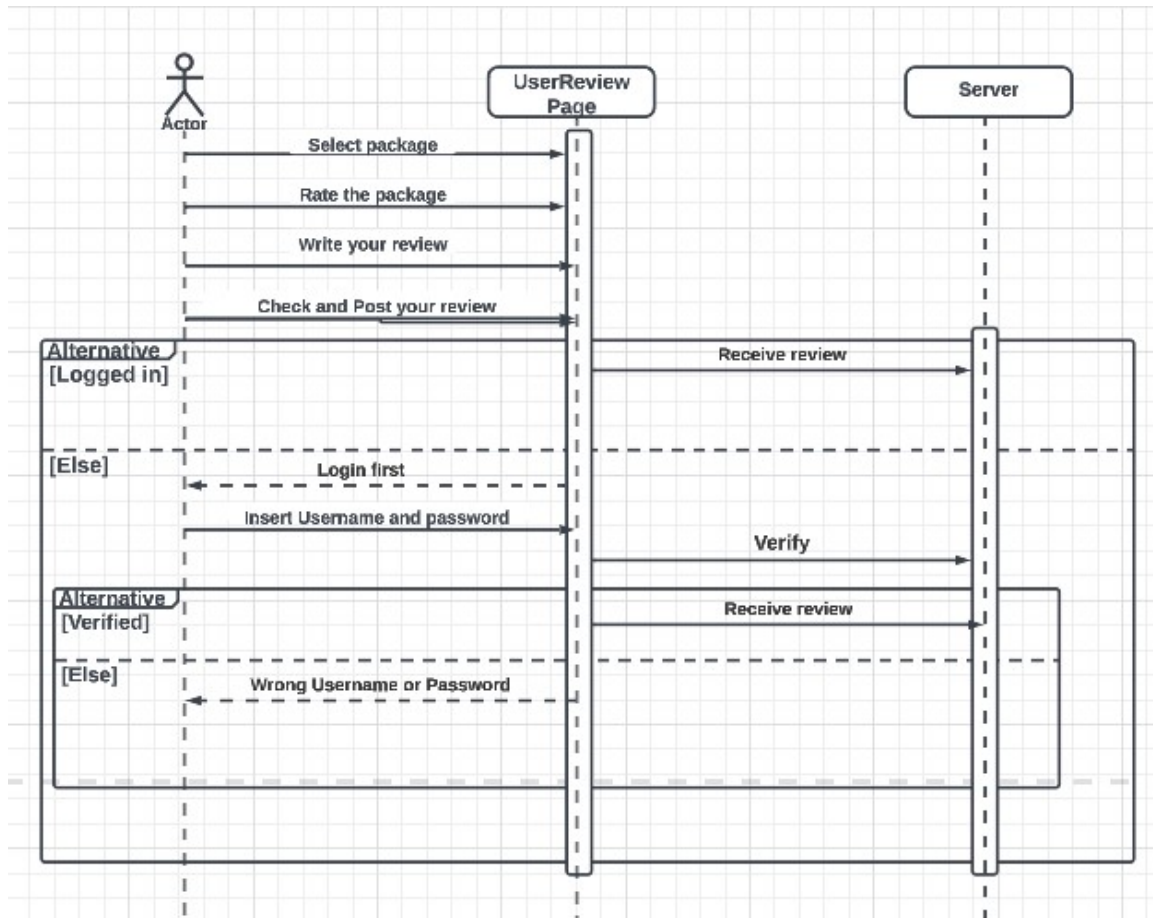 UserReview
Page
Server
Actor
Select package
Rate the package
Write your review
Check and Post your review
Alternative
[Logged in]
Receive review
[Else]
Login first
Insert Username and password
Verify
Alternative
[Verified]
Receive review
[Else]
Wrong Username or Password